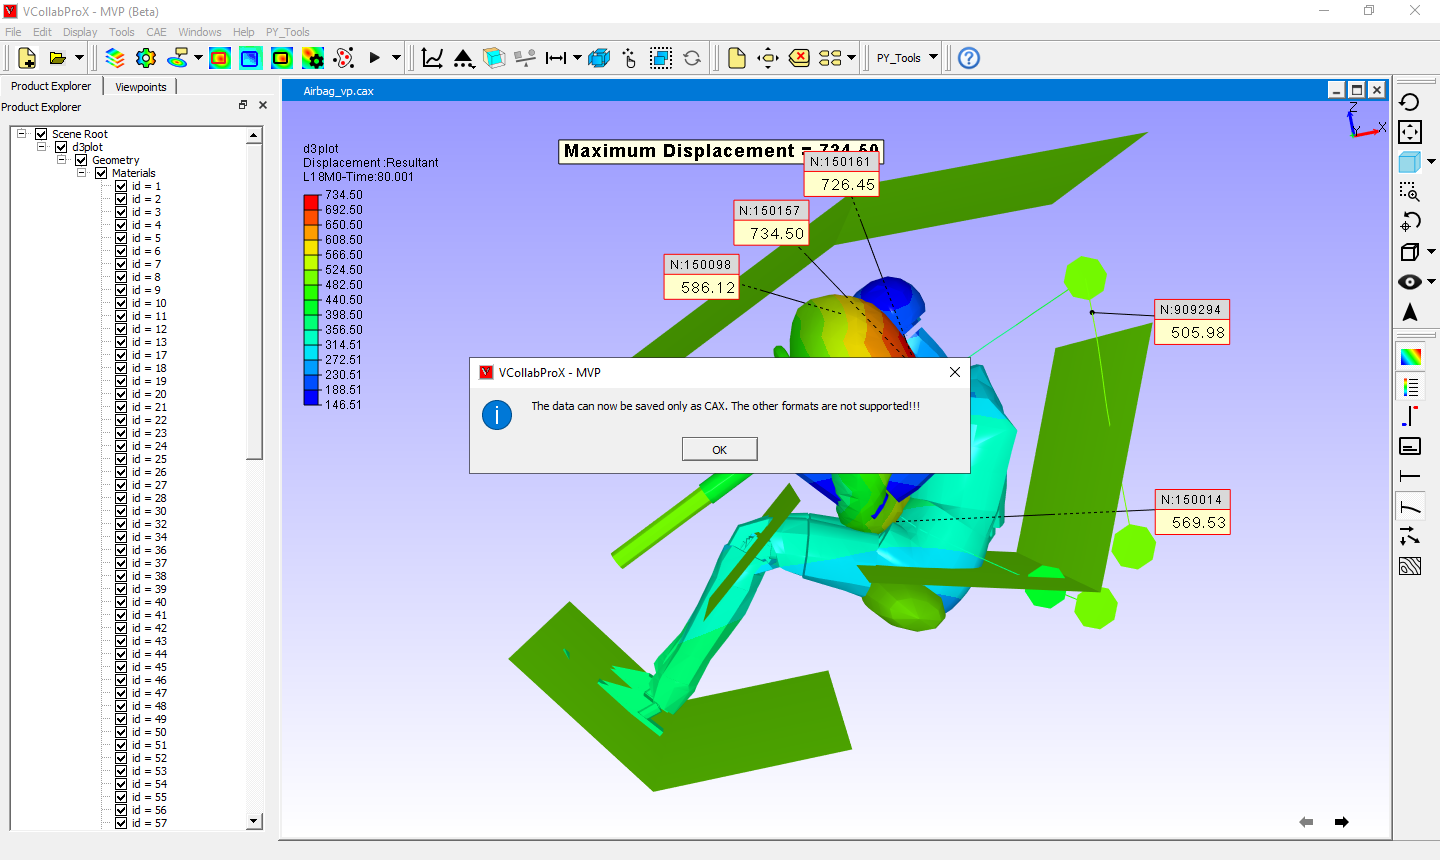 VCollabProX - MVP (Beta)
File Edit Display Tools CAE Windows Help PY_Tools
PY_Tools
Product Explorer
Viewpoints
Product Explorer
Scene Root
d3plot
Geometry
Materials
id = 1
id = 2
id = 3
id = 4
id = 5
id = 6
id = 7
id = 8
id = 9
id = 10
id = 11
id = 12
id = 13
id = 17
id = 18
id = 19
id = 20
id = 21
id = 22
id = 23
id = 24
id = 25
id = 26
id = 27
id = 28
id = 30
id = 32
id = 34
id = 36
id = 37
id = 38
id = 39
id = 40
id = 41
id = 42
id = 43
id = 44
id = 45
id = 46
id = 47
id = 48
id = 49
id = 50
id = 51
id = 52
id = 53
id = 54
id = 55
id = 56
id = 57
Airbag_vp.cax
d3plot
Displacement :Resultant
L18M0-Time:80.001
734.50
692.50
650.50
608.50
566.50
524.50
482.50
440.50
398.50
356.50
314.51
272.51
230.51
188.51
146.51
Maximum Displacement = 734.50
N:150161
726.45
N:150157
734.50
N:150098
586.12
N:909294
505.98
N:150014
569.53
Z
Y
X
VCollabProX - MVP
The data can now be saved only as CAX. The other formats are not supported!!!
OK